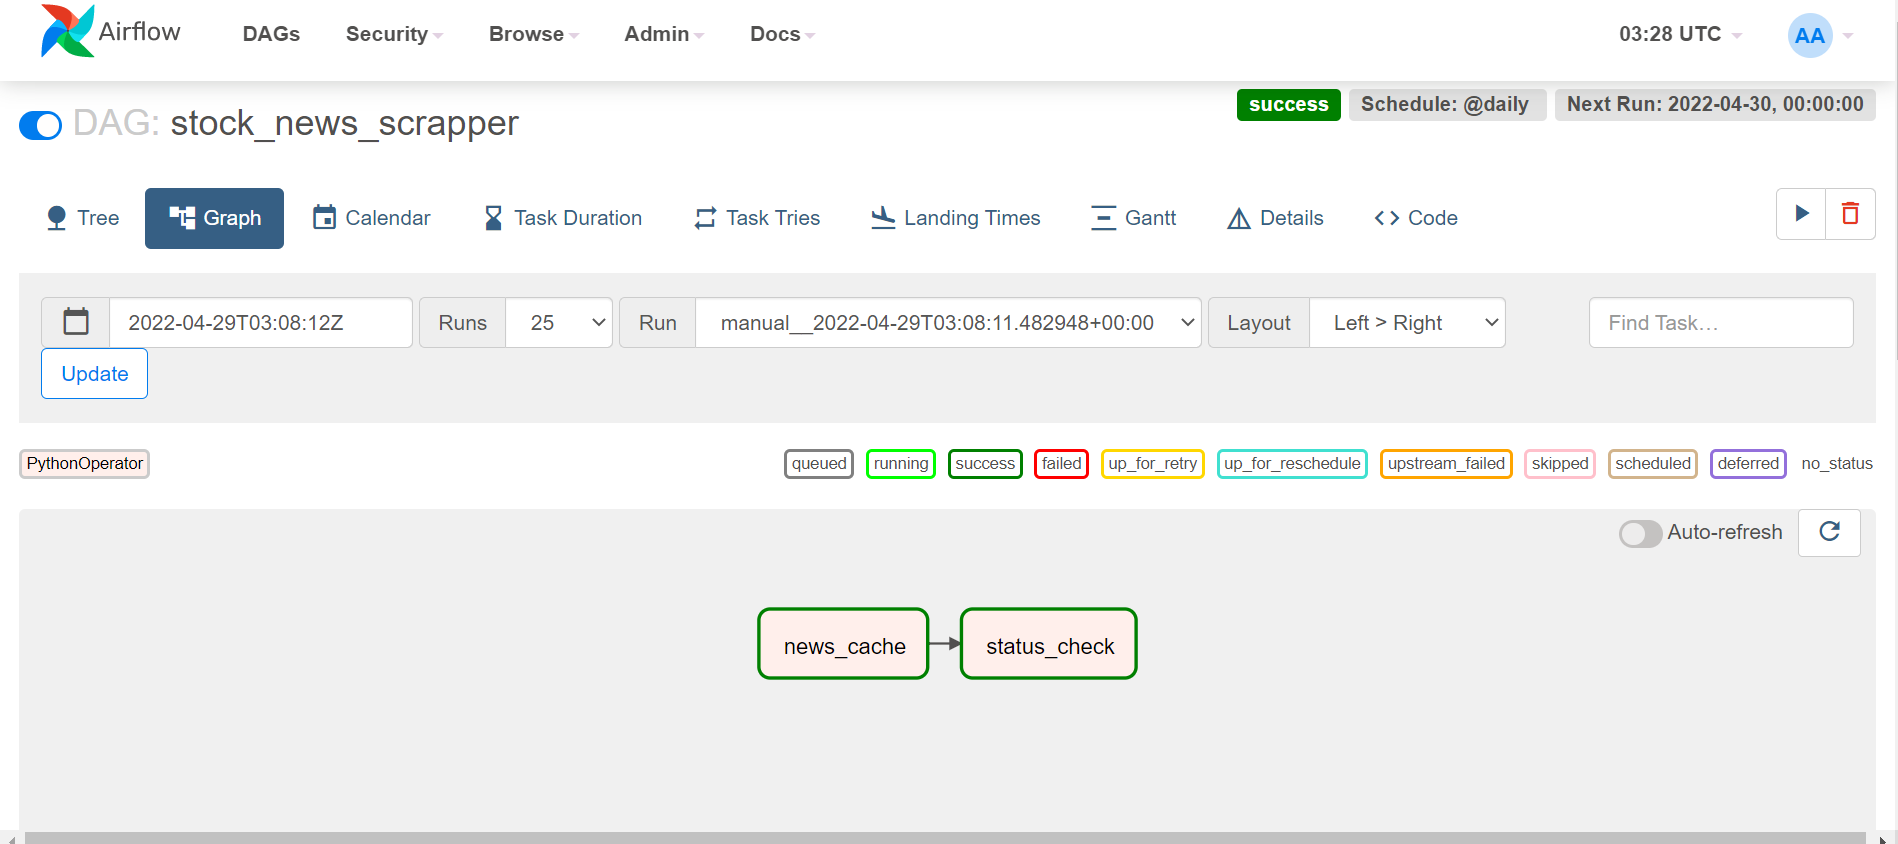 Airflow DAGs Security Browse Admin Docs 03:28 UTC AA
success Schedule: @daily Next Run: 2022-04-30, 00:00:00
DAG: stock_news_scrapper
Tree Graph Calendar Task Duration Task Tries Landing Times Gantt Details Code
2022-04-29T03:08:12Z Runs 25 Run manual__2022-04-29T03:08:11.482948+00:00 Layout Left > Right Find Task…
Update
PythonOperator queued running success failed up_for_retry up_for_reschedule upstream_failed skipped scheduled deferred no_status
Auto-refresh
news_cache status_check